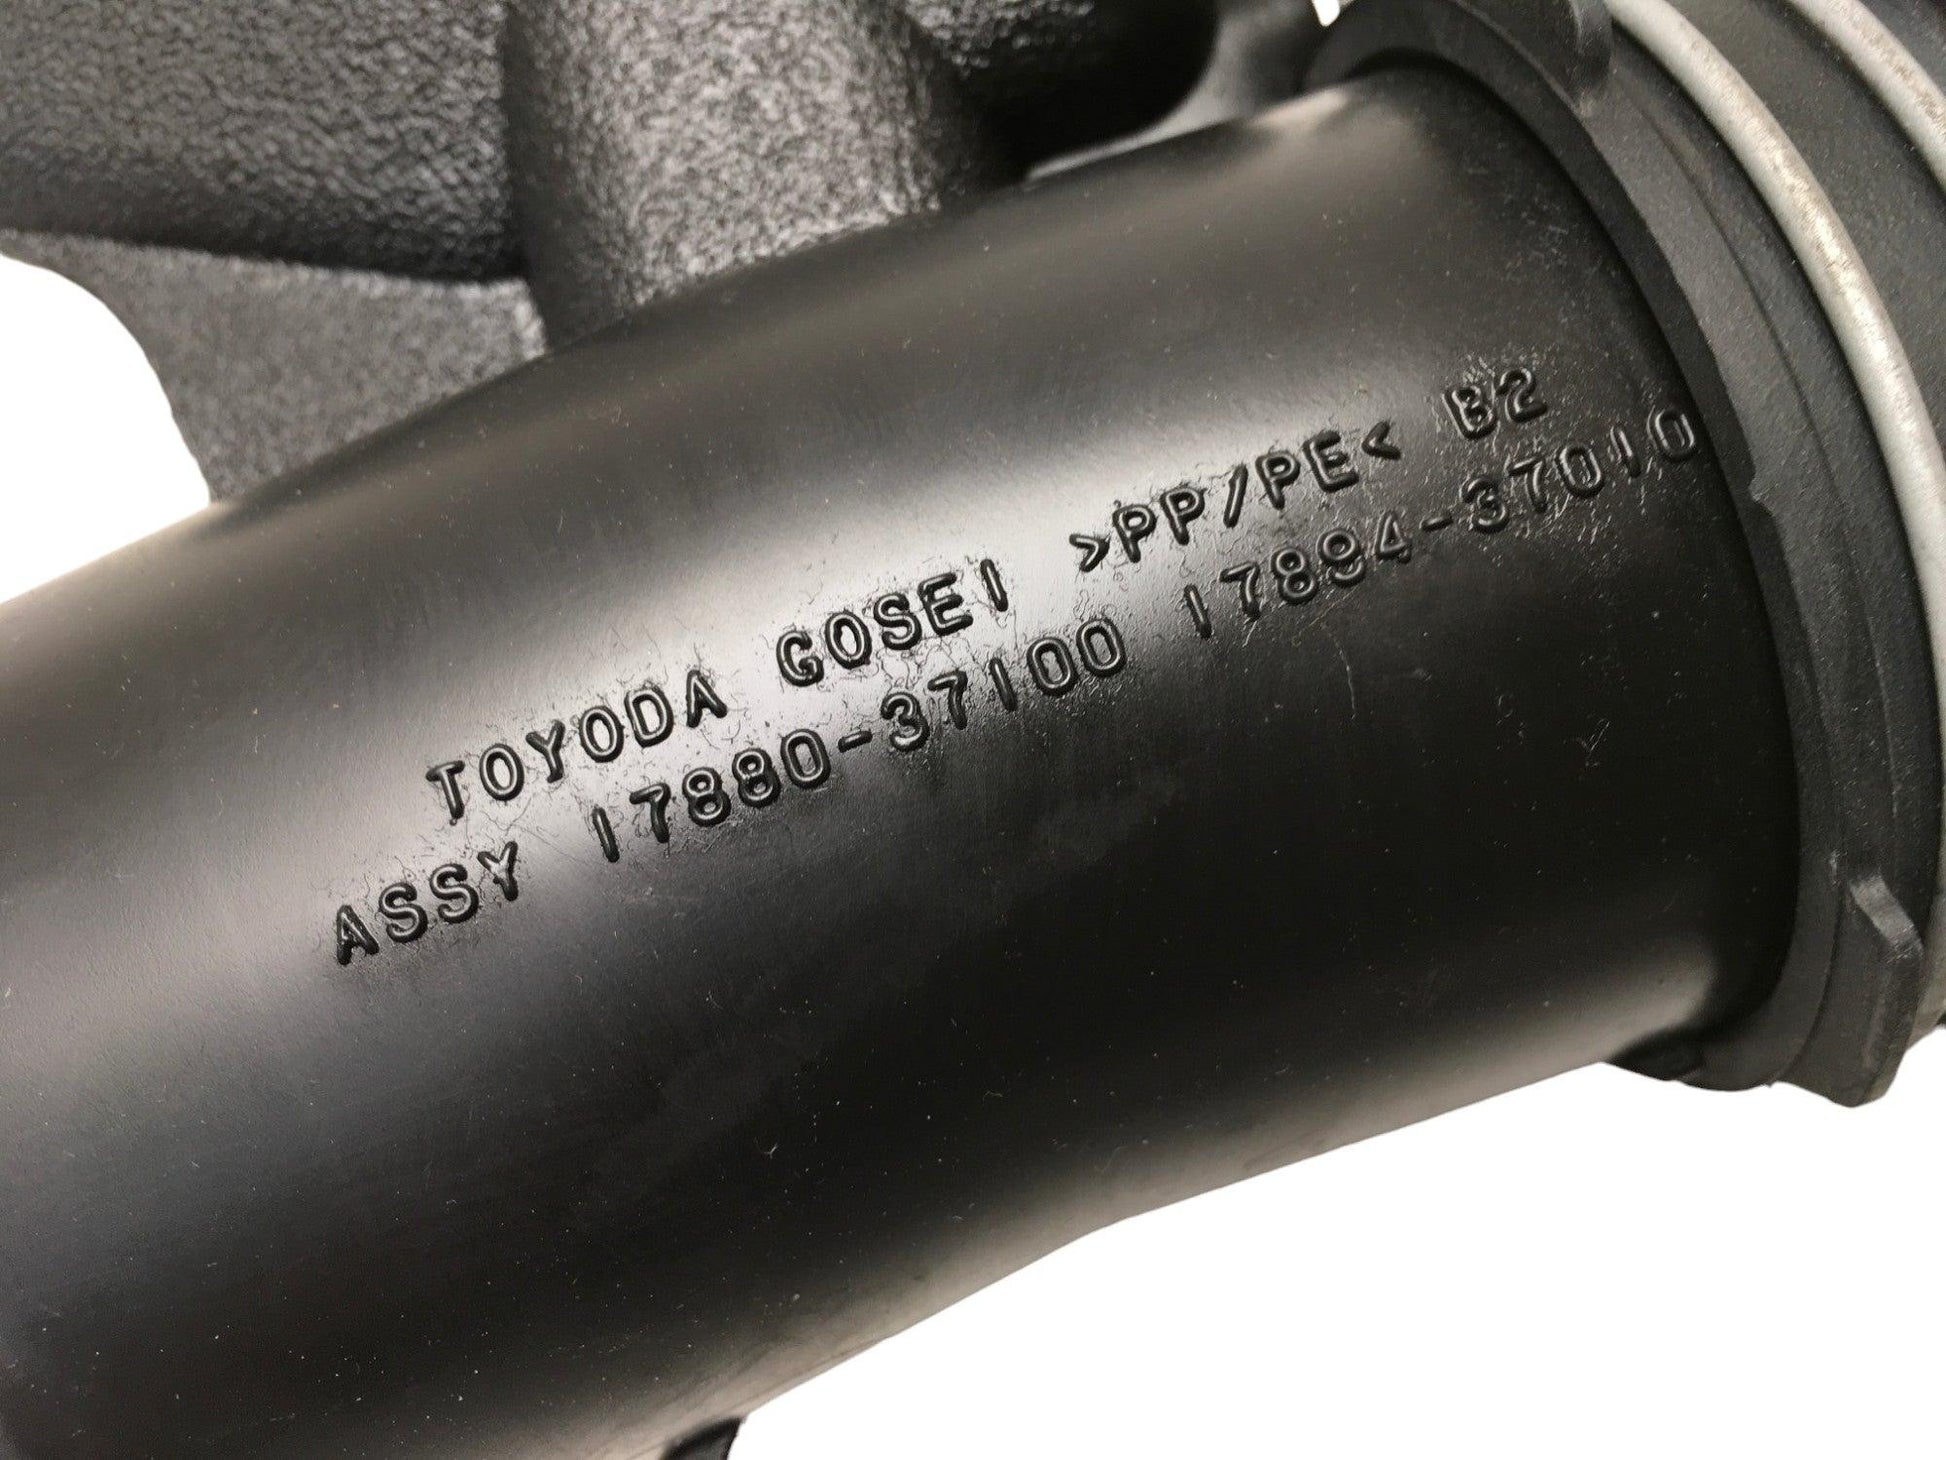 TOYODA GOSEI >PP/PE< B2
ASSY 17880-37100 17894-37010